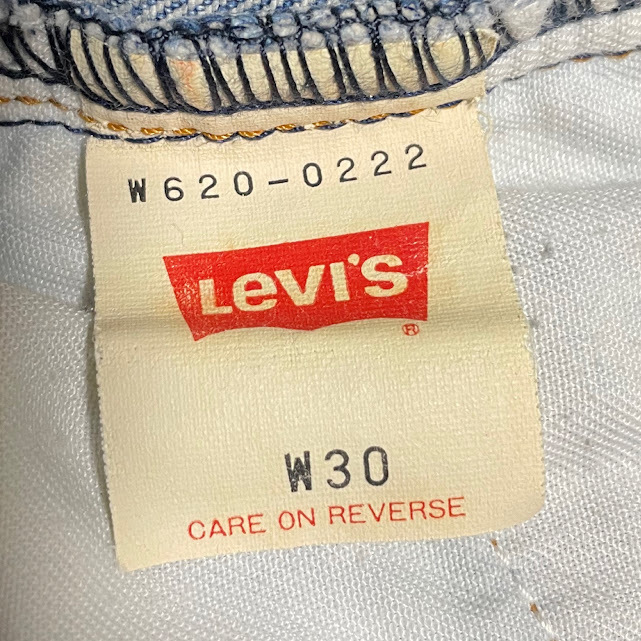 W620-0222
LEVI'S
®
W30
CARE ON REVERSE